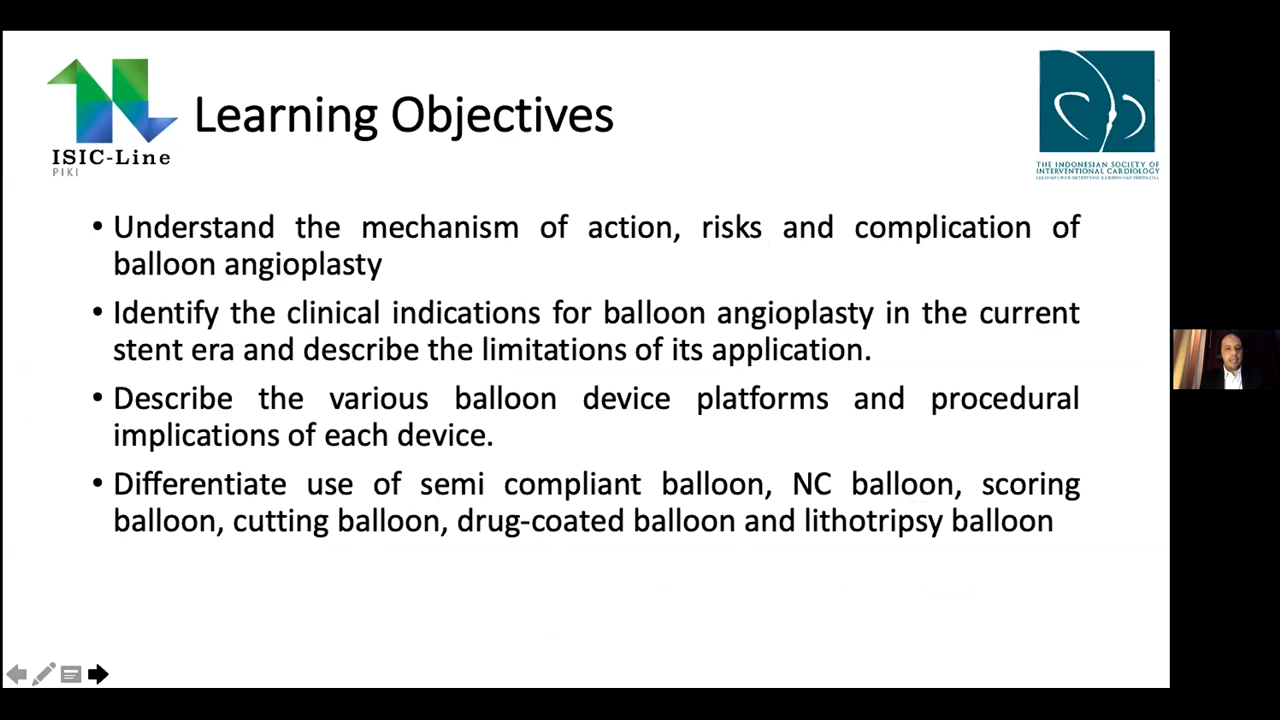 Learning Objectives
ISIC-Line
PIKI
THE INDONESIAN SOCIETY OF
INTERVENTIONAL CARDIOLOGY
• Understand the mechanism of action, risks and complication of
balloon angioplasty
• Identify the clinical indications for balloon angioplasty in the current
stent era and describe the limitations of its application.
• Describe the various balloon device platforms and procedural
implications of each device.
• Differentiate use of semi compliant balloon, NC balloon, scoring
balloon, cutting balloon, drug-coated balloon and lithotripsy balloon